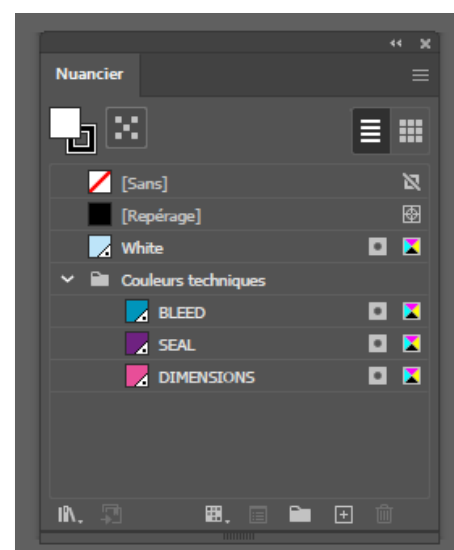 Nuancier
[Sans]
[Repérage]
White
Couleurs techniques
BLEED
SEAL
DIMENSIONS